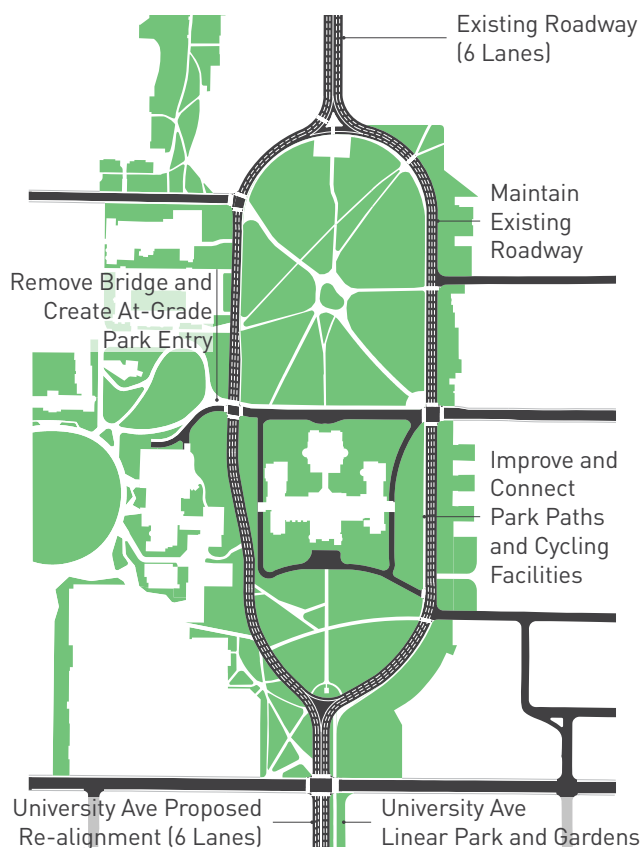 Existing Roadway
(6 Lanes)
Maintain
Existing
Roadway
Remove Bridge and
Create At-Grade
Park Entry
Improve and
Connect
Park Paths
and Cycling
Facilities
University Ave Proposed
Re-alignment (6 Lanes)
University Ave
Linear Park and Gardens